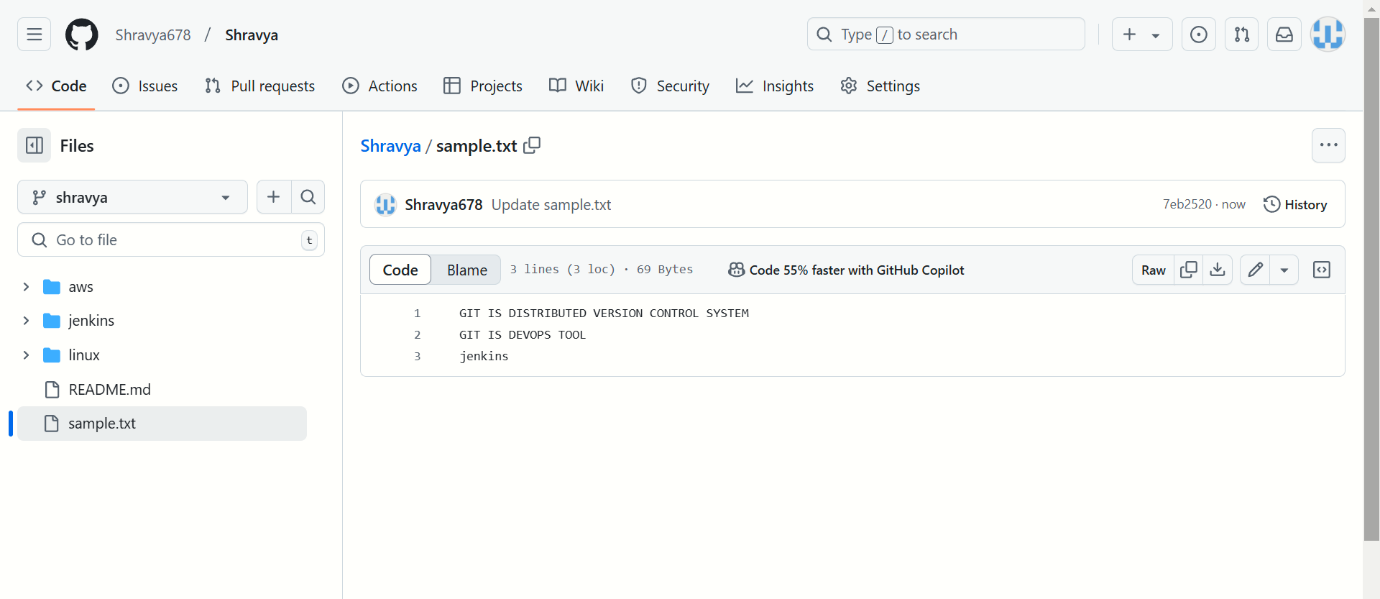 Shravya678 / Shravya
Type / to search
Code Issues Pull requests Actions Projects Wiki Security Insights Settings
Files
shravya
Go to file t
aws
jenkins
linux
README.md
sample.txt
Shravya / sample.txt
Shravya678 Update sample.txt 7eb2520 · now History
Code Blame 3 lines (3 loc) · 69 Bytes Code 55% faster with GitHub Copilot Raw
1 GIT IS DISTRIBUTED VERSION CONTROL SYSTEM
2 GIT IS DEVOPS TOOL
3 jenkins